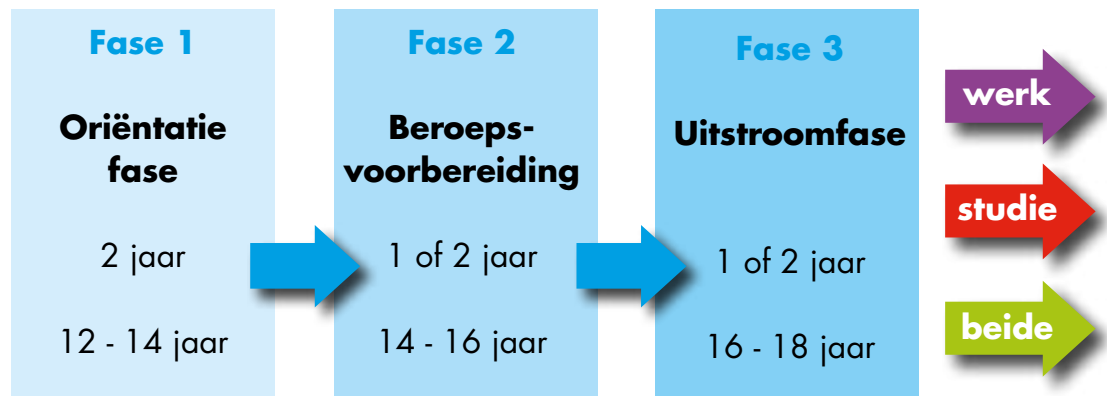 Fase 1
Oriëntatie
fase
2 jaar
12 - 14 jaar
Fase 2
Beroeps-
voorbereiding
1 of 2 jaar
14 - 16 jaar
Fase 3
Uitstroomfase
1 of 2 jaar
16 - 18 jaar
werk
studie
beide